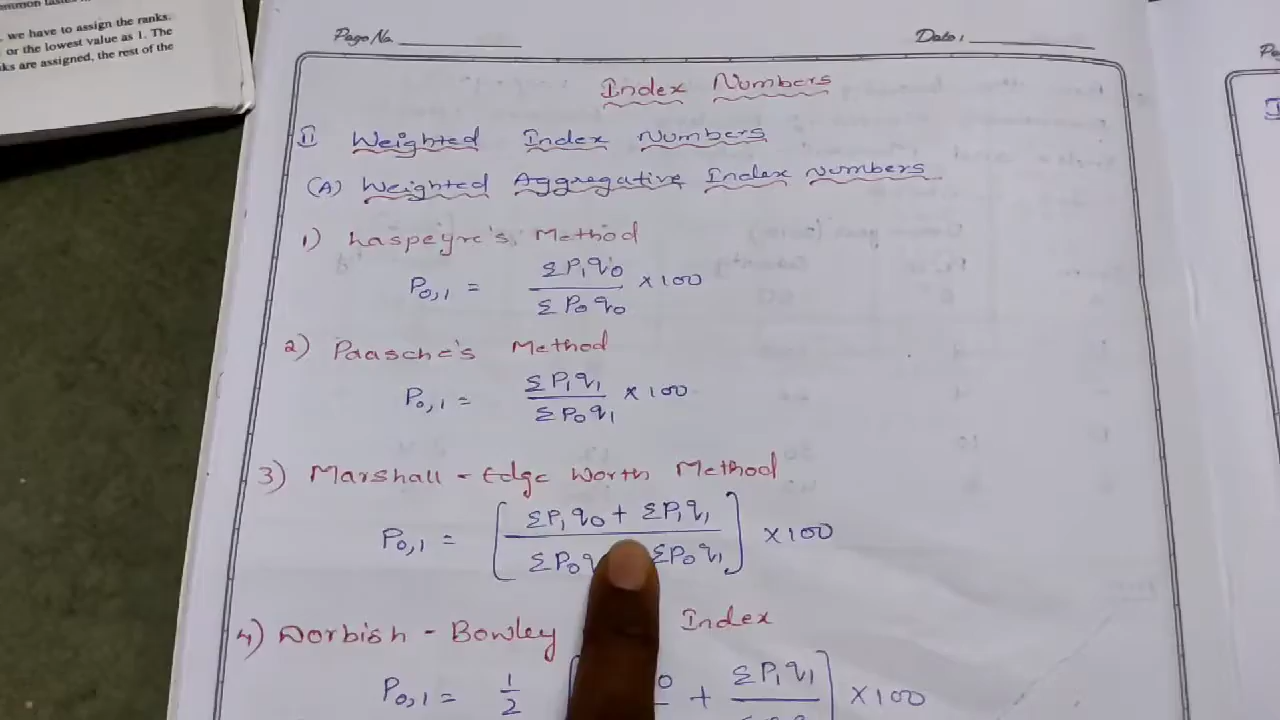 we have to assign the ranks.
or the lowest value as 1. The
ks are assigned, the rest of the
Page No.
Date:
Index Numbers
II Weighted Index Numbers
(A) Weighted Aggregative Index numbers
1) Laspeyre's Method
P₀,₁ = ΣP₁q₀ / ΣP₀q₀ × 100
2) Paasche's Method
P₀,₁ = ΣP₁q₁ / ΣP₀q₁ × 100
3) Marshall - Edge worth Method
P₀,₁ = [ ΣP₁q₀ + ΣP₁q₁ / ΣP₀q ΣP₀q₁ ] × 100
4) Dorbish - Bowley Index
P₀,₁ = 1/2 [ 0 + ΣP₁q₁ ] × 100